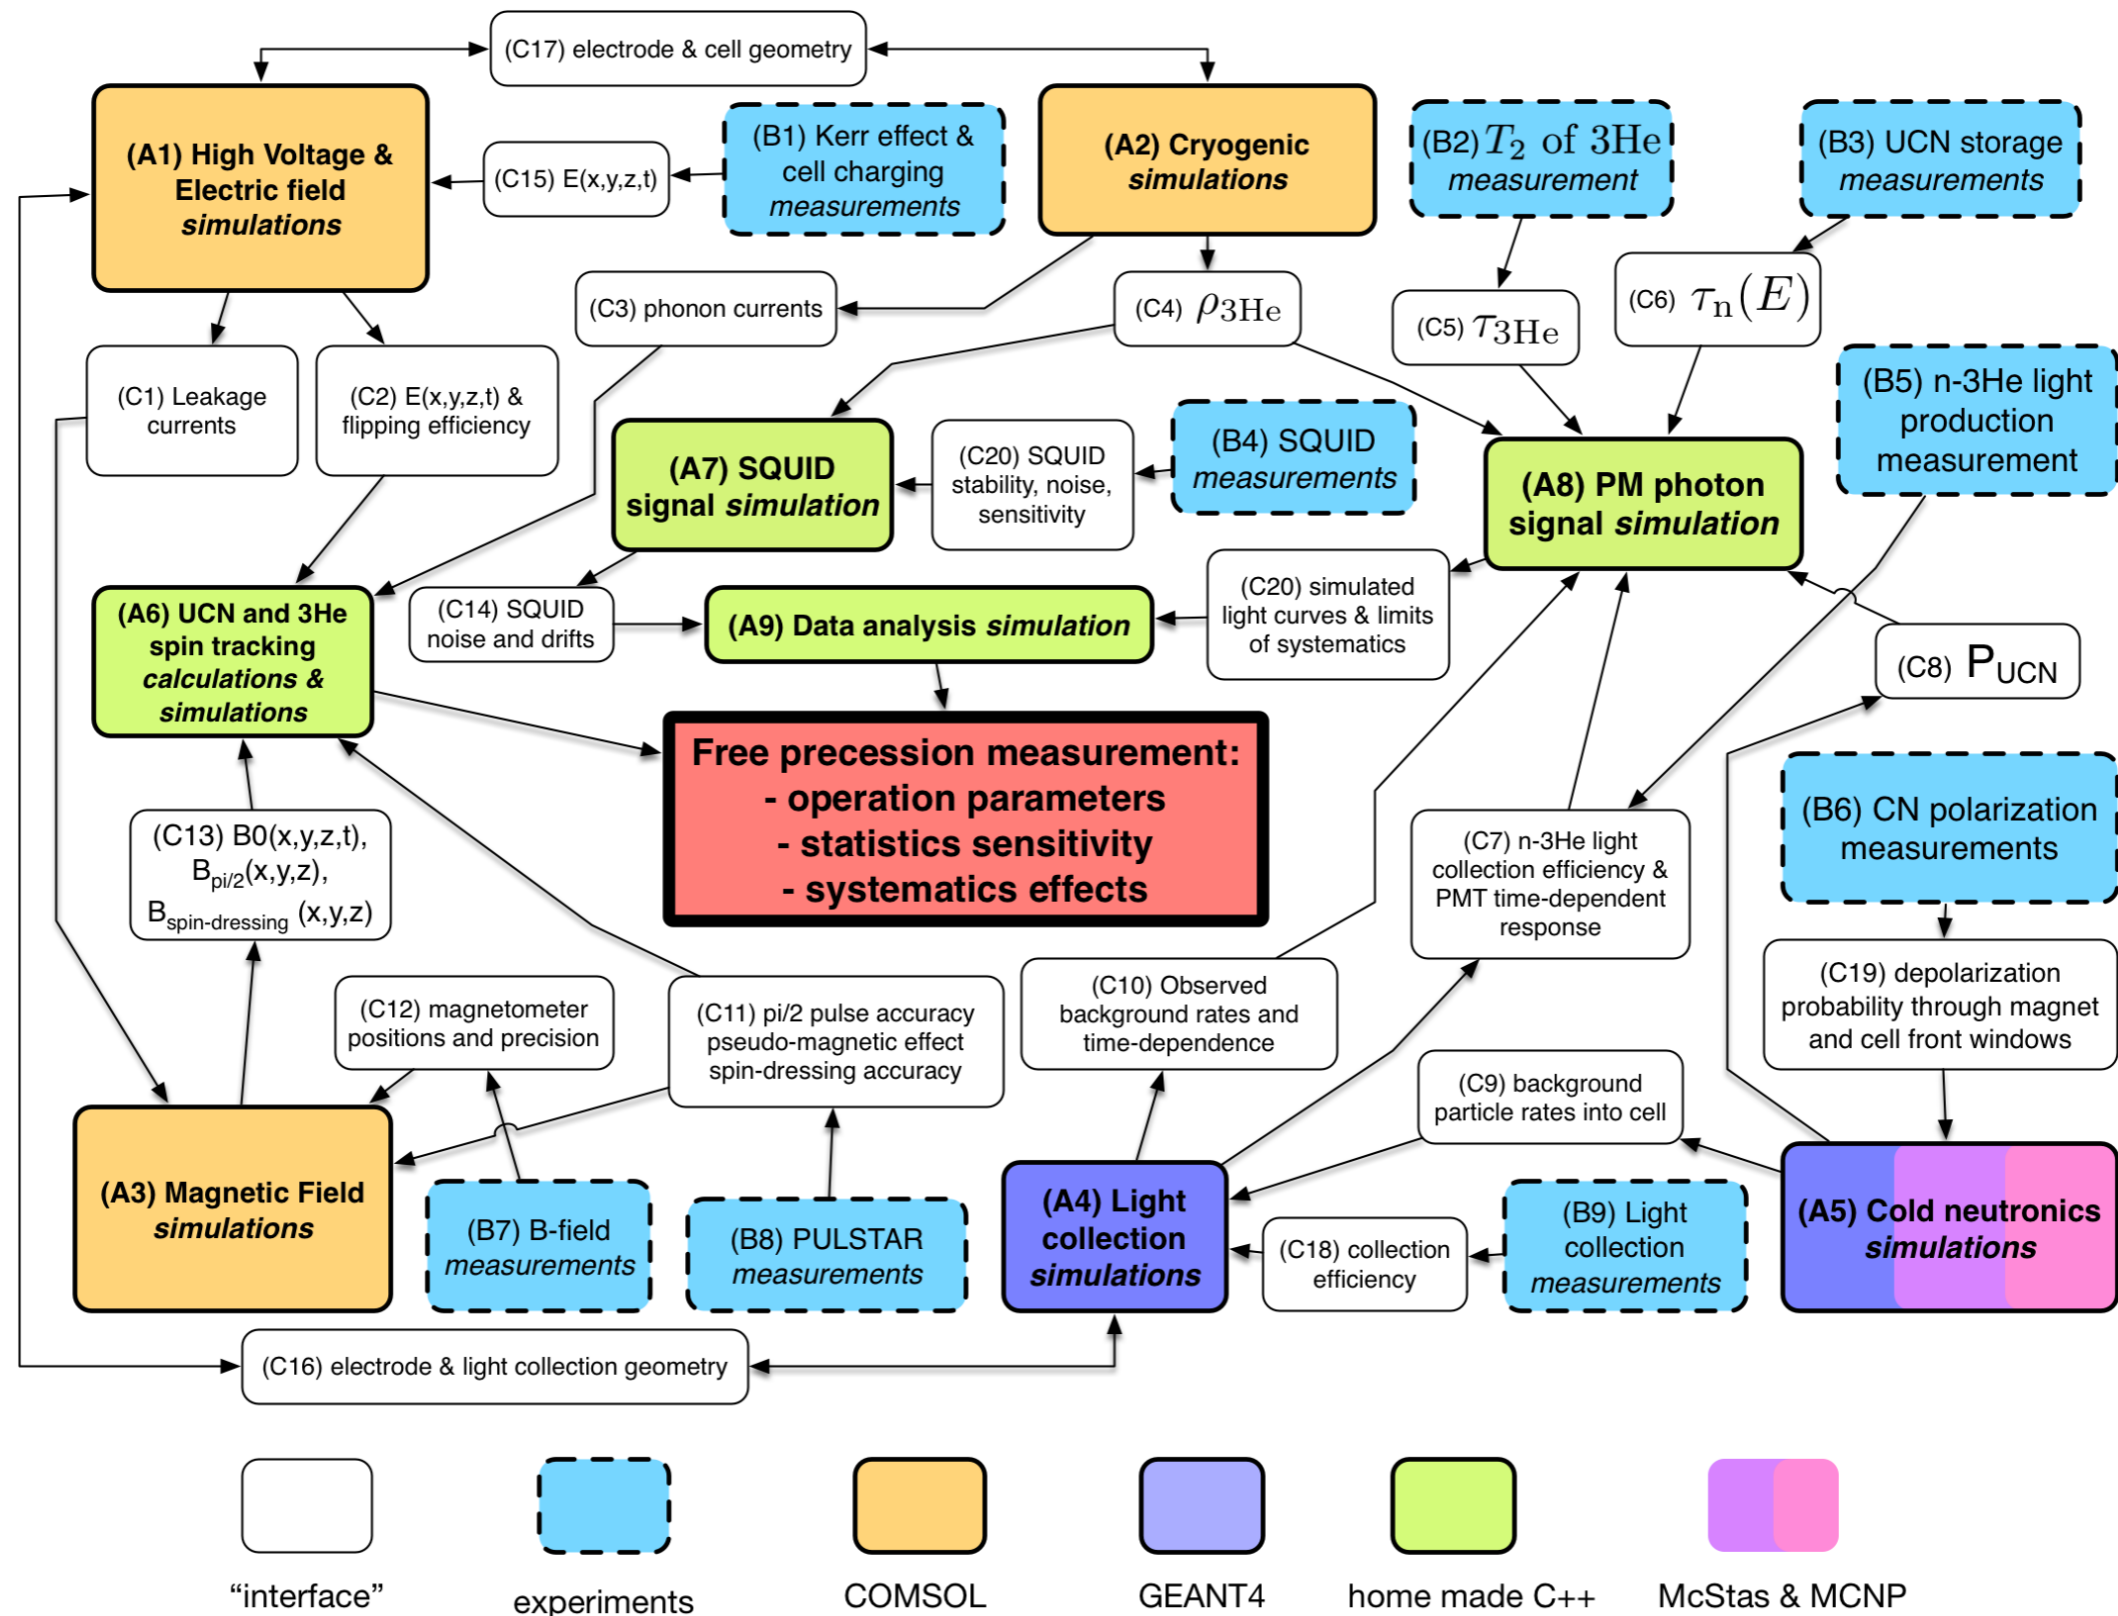 (C17) electrode & cell geometry
(A1) High Voltage &
Electric field
simulations
(C15) E(x,y,z,t)
(B1) Kerr effect &
cell charging
measurements
(A2) Cryogenic
simulations
(B2) T₂ of 3He
measurement
(B3) UCN storage
measurements
(C3) phonon currents
(C4) ρ3He
(C5) τ3He
(C6) τn(E)
(C1) Leakage
currents
(C2) E(x,y,z,t) &
flipping efficiency
(A7) SQUID
signal simulation
(C20) SQUID
stability, noise,
sensitivity
(B4) SQUID
measurements
(A8) PM photon
signal simulation
(B5) n-3He light
production
measurement
(A6) UCN and 3He
spin tracking
calculations &
simulations
(C14) SQUID
noise and drifts
(A9) Data analysis simulation
(C20) simulated
light curves & limits
of systematics
(C8) PUCN
Free precession measurement:
- operation parameters
- statistics sensitivity
- systematics effects
(C13) B0(x,y,z,t),
Bpi/2(x,y,z),
Bspin-dressing (x,y,z)
(C7) n-3He light
collection efficiency &
PMT time-dependent
response
(B6) CN polarization
measurements
(C12) magnetometer
positions and precision
(C11) pi/2 pulse accuracy
pseudo-magnetic effect
spin-dressing accuracy
(C10) Observed
background rates and
time-dependence
(C19) depolarization
probability through magnet
and cell front windows
(C9) background
particle rates into cell
(A3) Magnetic Field
simulations
(B7) B-field
measurements
(B8) PULSTAR
measurements
(A4) Light
collection
simulations
(C18) collection
efficiency
(B9) Light
collection
measurements
(A5) Cold neutronics
simulations
(C16) electrode & light collection geometry
“interface”
experiments
COMSOL
GEANT4
home made C++
McStas & MCNP